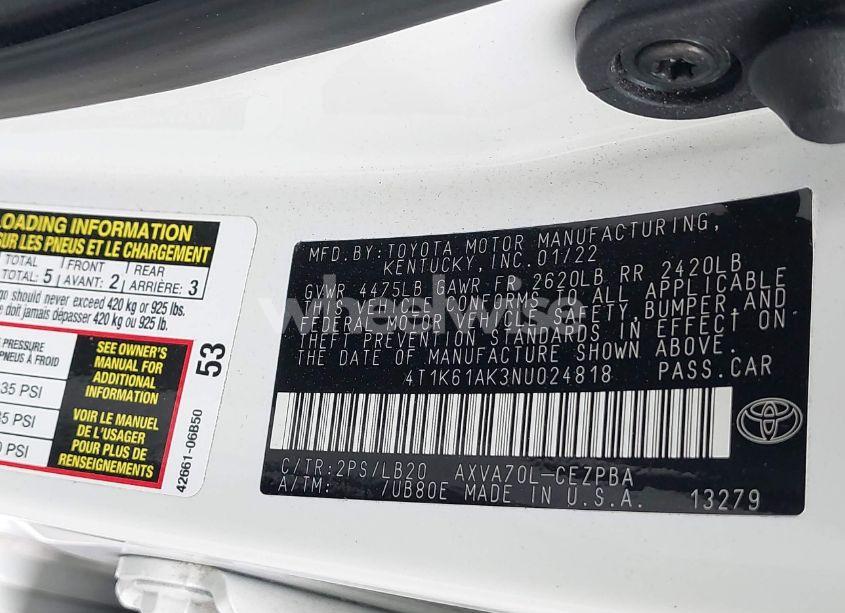 LOADING INFORMATION
SUR LES PNEUS ET LE CHARGEMENT
TOTAL FRONT REAR
TOTAL: 5 AVANT: 2 ARRIÈRE: 3
should never exceed 420 kg or 925 lbs.
doit jamais dépasser 420 kg ou 925 lb.
PRESSURE
PNEUS À FROID
35 PSI
35 PSI
PSI
SEE OWNER'S
MANUAL FOR
ADDITIONAL
INFORMATION
VOIR LE MANUEL
DE L'USAGER
POUR PLUS DE
RENSEIGNEMENTS
53
42661-06B50
MFD.BY:TOYOTA MOTOR MANUFACTURING,
KENTUCKY, INC. 01/22
GVWR 4475LB GAWR FR 2620LB RR 2420LB
THIS VEHICLE CONFORMS TO ALL APPLICABLE
FEDERAL MOTOR VEHICLE SAFETY,BUMPER,AND
THEFT PREVENTION STANDARDS IN EFFECT ON
THE DATE OF MANUFACTURE SHOWN ABOVE.
4T1K61AK3NU024818 PASS.CAR
C/TR:2PS/LB20 AXVA70L-CEZPBA
A/TM: /UB80E MADE IN U.S.A. 13279
wheelwise